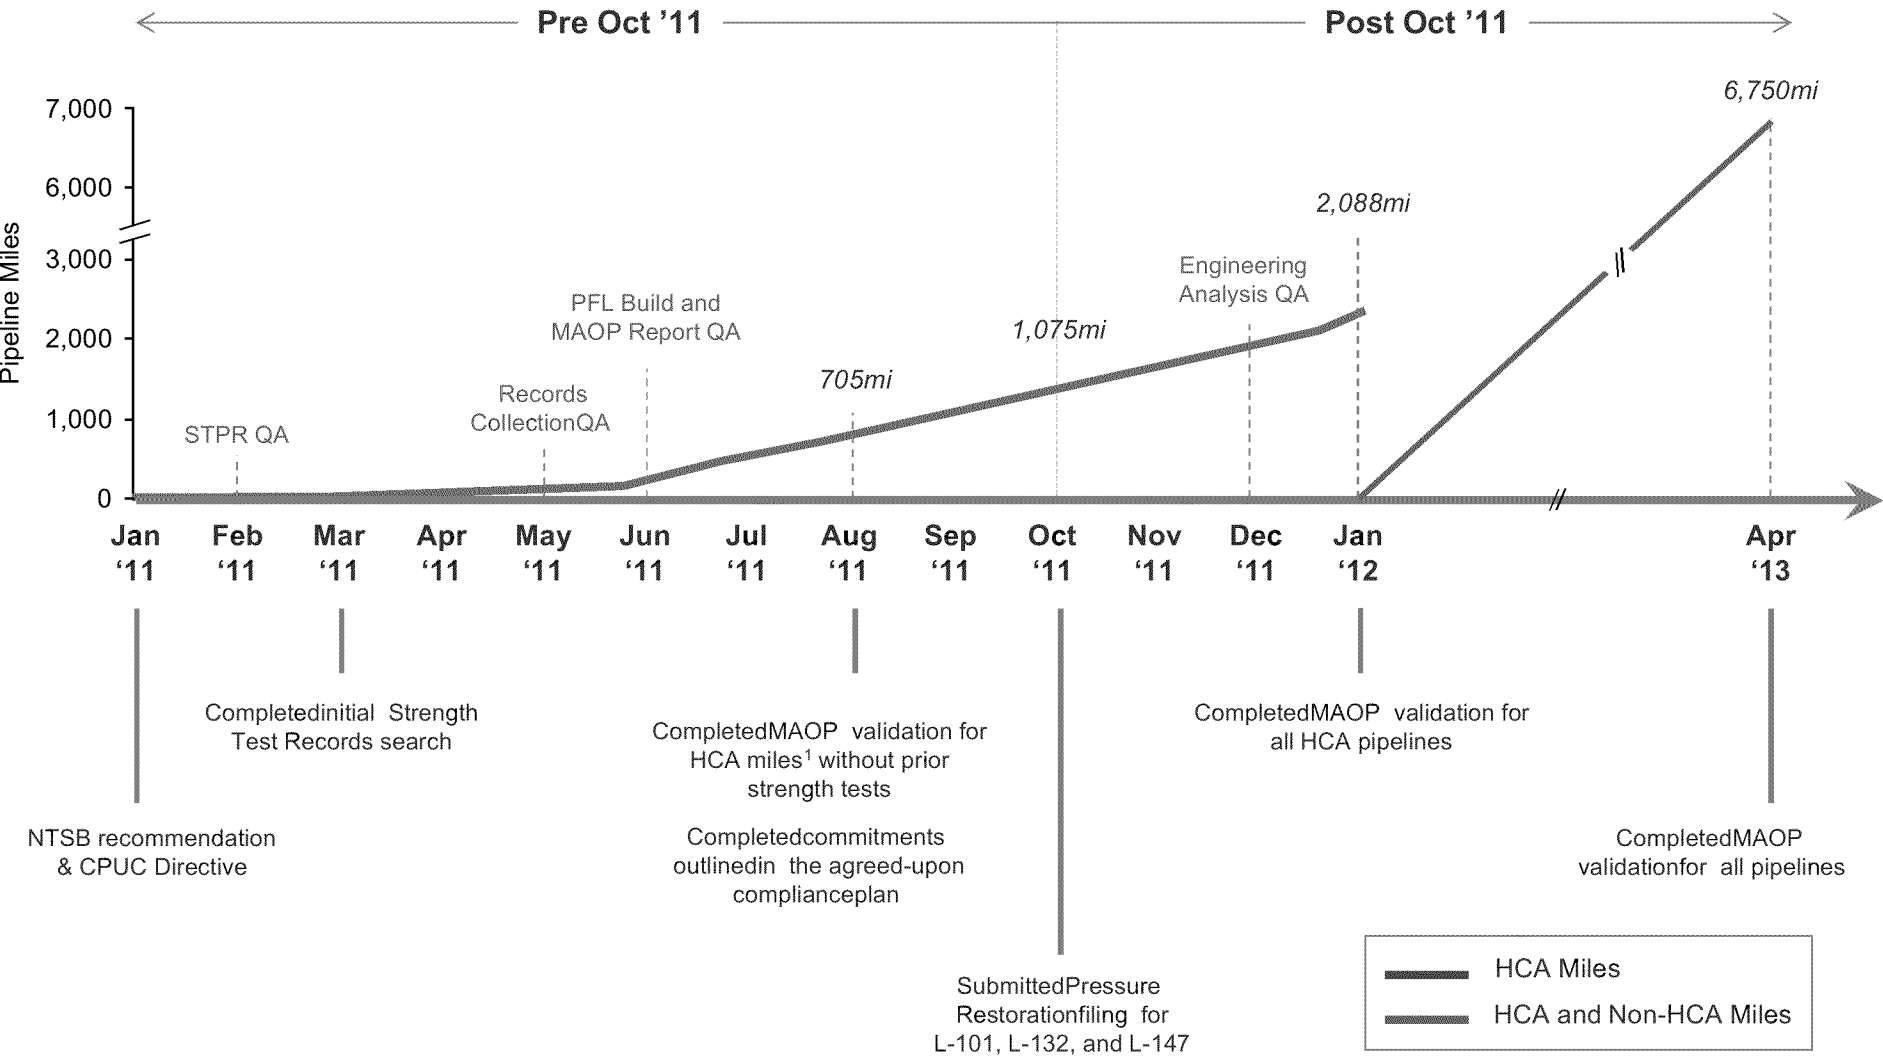 Pre Oct ’11
Post Oct ’11
6,750mi
7,000
6,000
2,088mi
3,000
Engineering
Analysis QA
PFL Build and
MAOP Report QA
1,075mi
2,000
Pipeline Miles
705mi
Records
CollectionQA
1,000
STPR QA
0
Jan Feb Mar Apr May Jun Jul Aug Sep Oct Nov Dec Jan Apr
‘11 ‘11 ‘11 ‘11 ‘11 ‘11 ‘11 ‘11 ‘11 ‘11 ‘11 ‘11 ‘12 ‘13
Completedinitial Strength
Test Records search
CompletedMAOP validation for
HCA miles¹ without prior
strength tests
CompletedMAOP validation for
all HCA pipelines
NTSB recommendation
& CPUC Directive
Completedcommitments
outlinedin the agreed-upon
complianceplan
CompletedMAOP
validationfor all pipelines
SubmittedPressure
Restorationfiling for
L-101, L-132, and L-147
HCA Miles
HCA and Non-HCA Miles